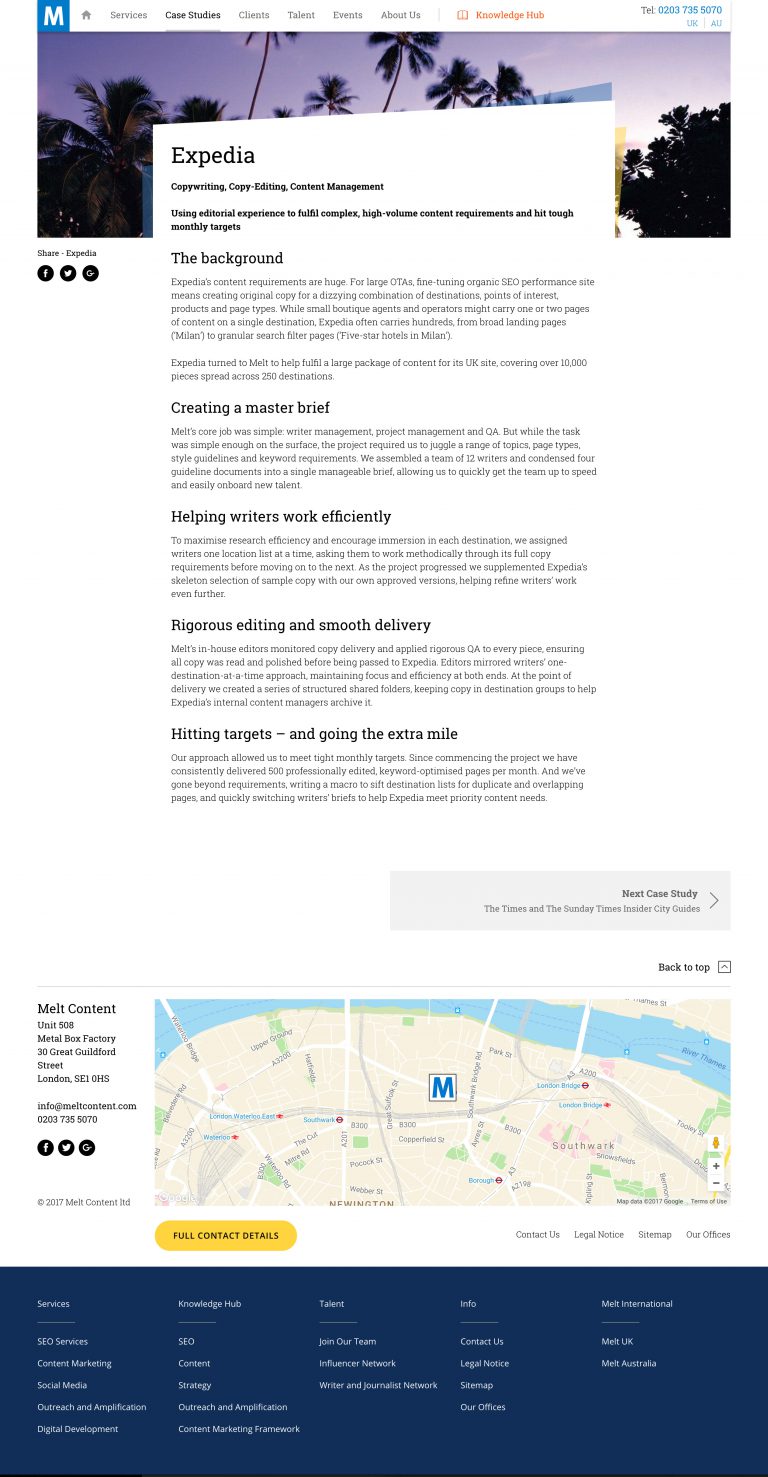 M
Services
Case Studies
Clients
Talent
Events
About Us
Knowledge Hub
Tel: 0203 735 5070
UK
AU
Expedia
Copywriting, Copy-Editing, Content Management
Using editorial experience to fulfil complex, high-volume content requirements and hit tough
monthly targets
Share - Expedia
The background
Expedia's content requirements are huge. For large OTAs, fine-tuning organic SEO performance site
means creating original copy for a dizzying combination of destinations, points of interest,
products and page types. While small boutique agents and operators might carry one or two pages
of content on a single destination, Expedia often carries hundreds, from broad landing pages
('Milan') to granular search filter pages ('Five-star hotels in Milan').
Expedia turned to Melt to help fulfil a large package of content for its UK site, covering over 10,000
pieces spread across 250 destinations.
Creating a master brief
Melt's core job was simple: writer management, project management and QA. But while the task
was simple enough on the surface, the project required us to juggle a range of topics, page types,
style guidelines and keyword requirements. We assembled a team of 12 writers and condensed four
guideline documents into a single manageable brief, allowing us to quickly get the team up to speed
and easily onboard new talent.
Helping writers work efficiently
To maximise research efficiency and encourage immersion in each destination, we assigned
writers one location list at a time, asking them to work methodically through its full copy
requirements before moving on to the next. As the project progressed we supplemented Expedia's
skeleton selection of sample copy with our own approved versions, helping refine writers' work
even further.
Rigorous editing and smooth delivery
Melt's in-house editors monitored copy delivery and applied rigorous QA to every piece, ensuring
all copy was read and polished before being passed to Expedia. Editors mirrored writers' one-
destination-at-a-time approach, maintaining focus and efficiency at both ends. At the point of
delivery we created a series of structured shared folders, keeping copy in destination groups to help
Expedia's internal content managers archive it.
Hitting targets – and going the extra mile
Our approach allowed us to meet tight monthly targets. Since commencing the project we have
consistently delivered 500 professionally edited, keyword-optimised pages per month. And we've
gone beyond requirements, writing a macro to sift destination lists for duplicate and overlapping
pages, and quickly switching writers' briefs to help Expedia meet priority content needs.
Next Case Study
The Times and The Sunday Times Insider City Guides
Back to top
Melt Content
Unit 508
Metal Box Factory
30 Great Guildford
Street
London, SE1 0HS
info@meltcontent.com
0203 735 5070
© 2017 Melt Content ltd
Waterloo Bridge
Upper Ground
A3200
Hatfields
Belvedere Rd
London Waterloo East
Waterloo
Southwark
The Cut
Mitre Rd
A3200
A201
B300
Great Suffolk St
B300
Copperfield St
Pocock St
Webber St
NEWINGTON
Southwark Bridge Rd
Park St
A3200
M
Ayres St
B300
Borough
A2198
London Bridge
London Bridge
Southwark
Snowsfields
Kipling St
Bermon
Tooley St
River Thames
Thames St
Google
Map data ©2017 Google
Terms of Use
FULL CONTACT DETAILS
Contact Us
Legal Notice
Sitemap
Our Offices
Services
SEO Services
Content Marketing
Social Media
Outreach and Amplification
Digital Development
Knowledge Hub
SEO
Content
Strategy
Outreach and Amplification
Content Marketing Framework
Talent
Join Our Team
Influencer Network
Writer and Journalist Network
Info
Contact Us
Legal Notice
Sitemap
Our Offices
Melt International
Melt UK
Melt Australia